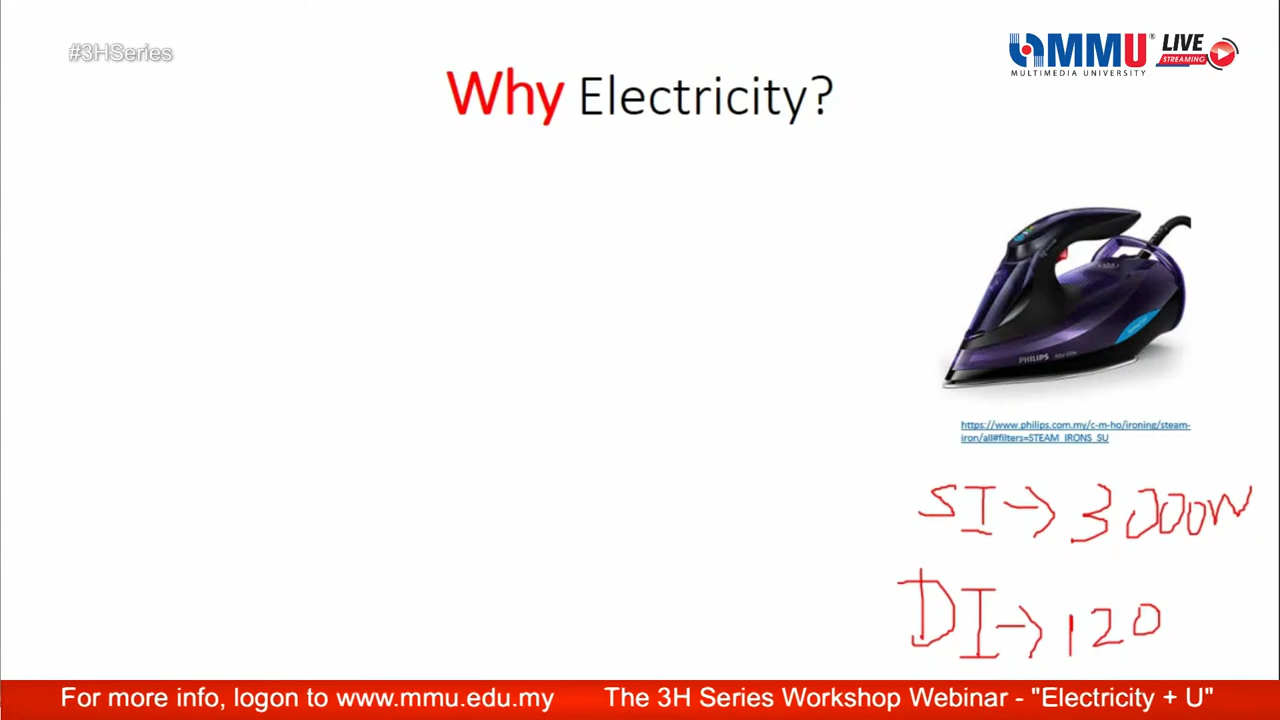 #3HSeries
MMU® LIVE
MULTIMEDIA UNIVERSITY STREAMING
Why Electricity?
PHILIPS
https://www.philips.com.my/c-m-ho/ironing/steam-
iron/all#filters=STEAM_IRONS_SU
SI → 3000W
DI → 120
For more info, logon to www.mmu.edu.my The 3H Series Workshop Webinar - "Electricity + U"